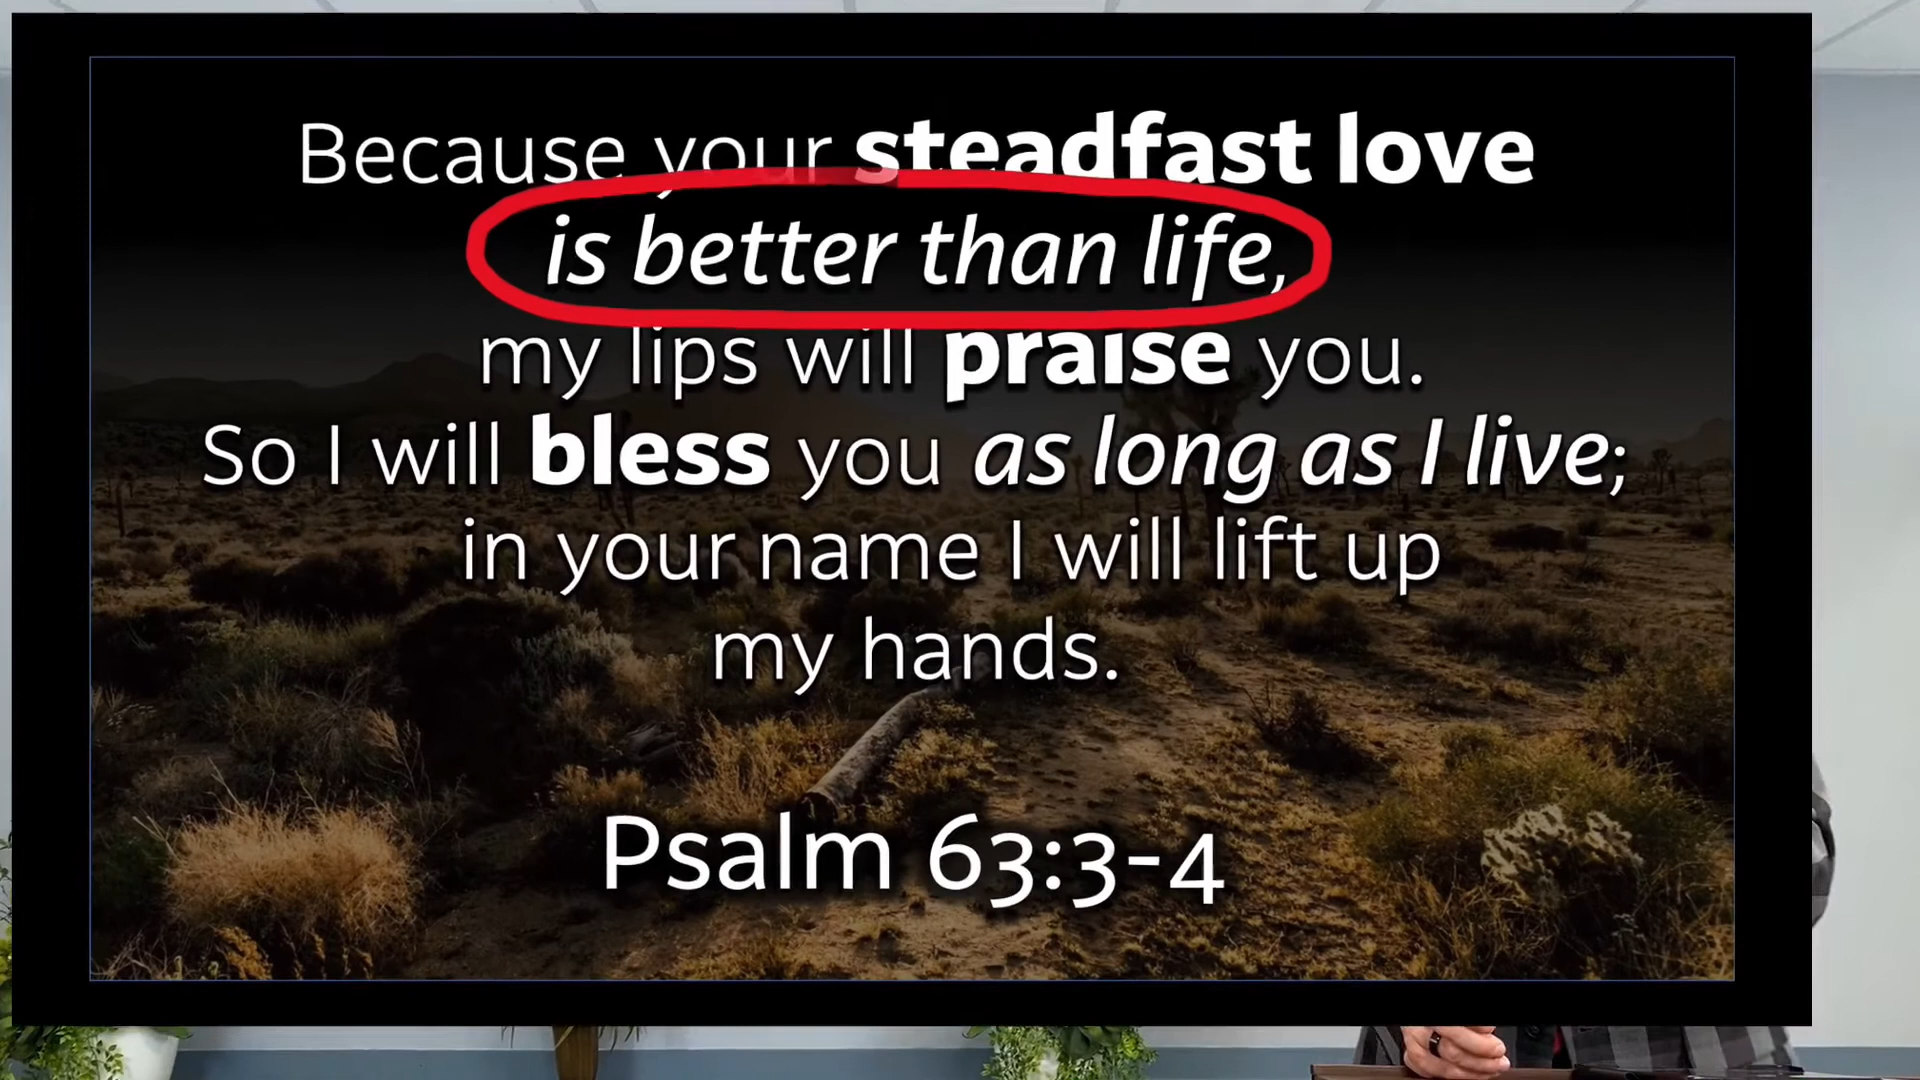 Because your steadfast love
is better than life,
my lips will praise you.
So I will bless you as long as I live;
in your name I will lift up
my hands.
Psalm 63:3-4